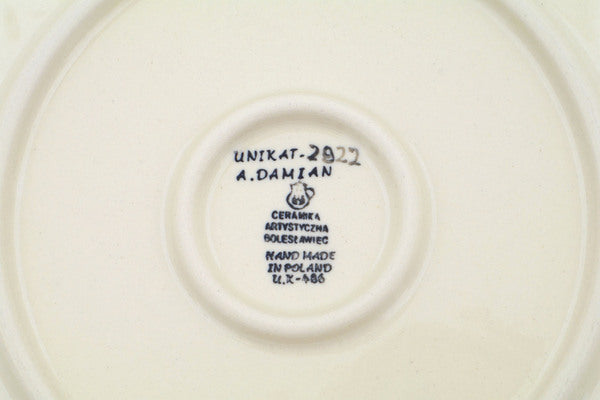 UNIKAT-2922
A.DAMIAN
CERAMIKA
ARTYSTYCZNA
BOLESŁAWIEC
HAND MADE
IN POLAND
U.X-486